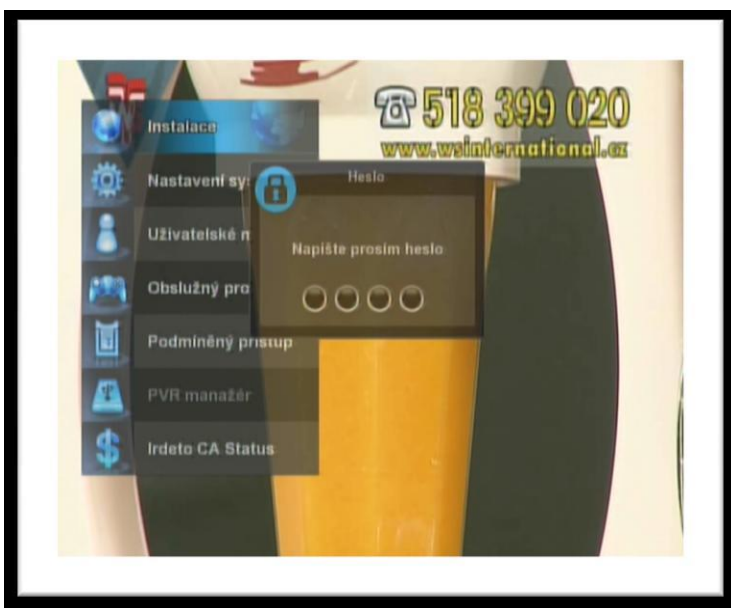 518 399 020
www.wsinternational.cz
Instalace
Nastavení sy
Uživatelské n
Obslužný pro
Podmíněný přístup
PVR manažér
Irdeto CA Status
Heslo
Napište prosím heslo